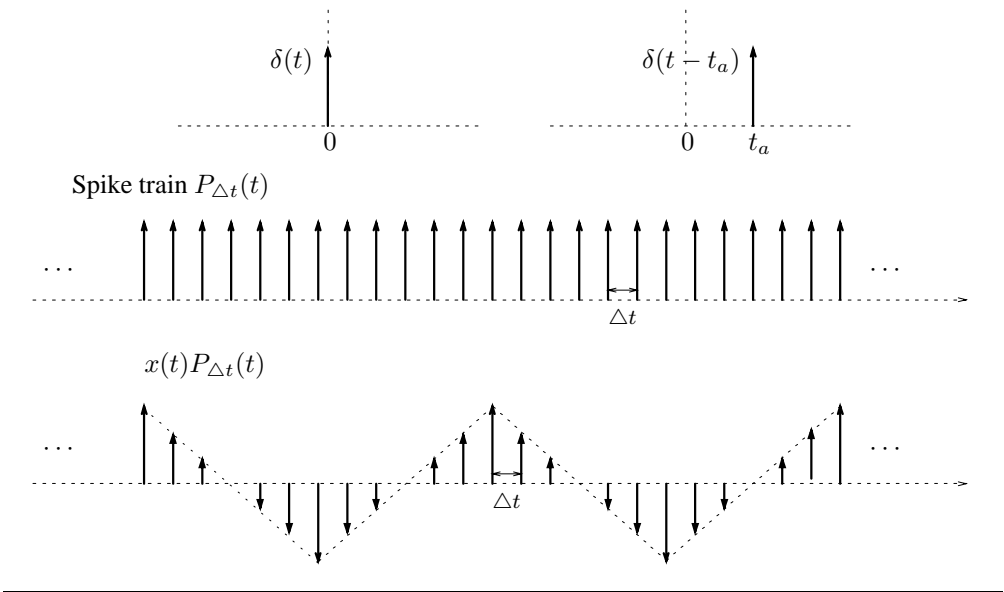 δ(t)
δ(t − t_a)
0
0
t_a
Spike train P_{△t}(t)
... ...
△t
x(t)P_{△t}(t)
... ...
△t